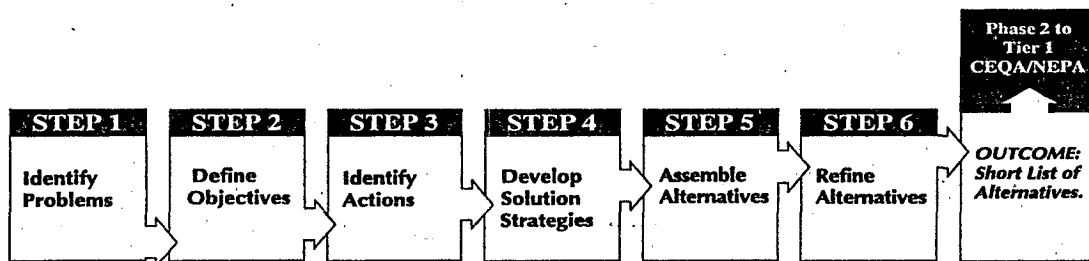 Phase 2 to
Tier 1
CEQA/NEPA
STEP 1
Identify
Problems
STEP 2
Define
Objectives
STEP 3
Identify
Actions
STEP 4
Develop
Solution
Strategies
STEP 5
Assemble
Alternatives
STEP 6
Refine
Alternatives
OUTCOME:
Short List of
Alternatives.